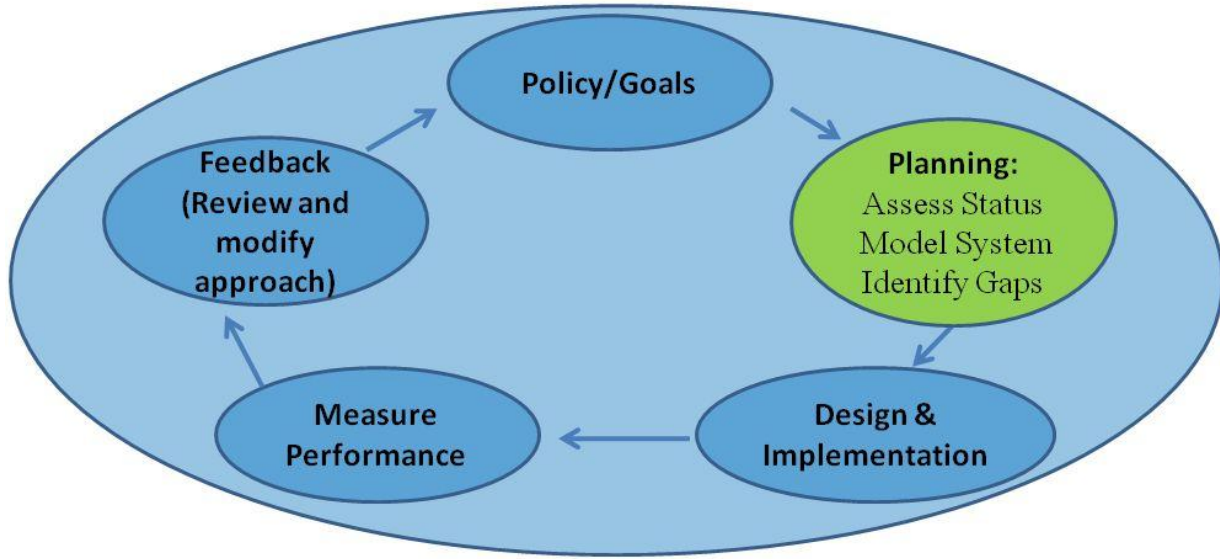 Policy/Goals
Planning:
Assess Status
Model System
Identify Gaps
Design &
Implementation
Measure
Performance
Feedback
(Review and
modify
approach)